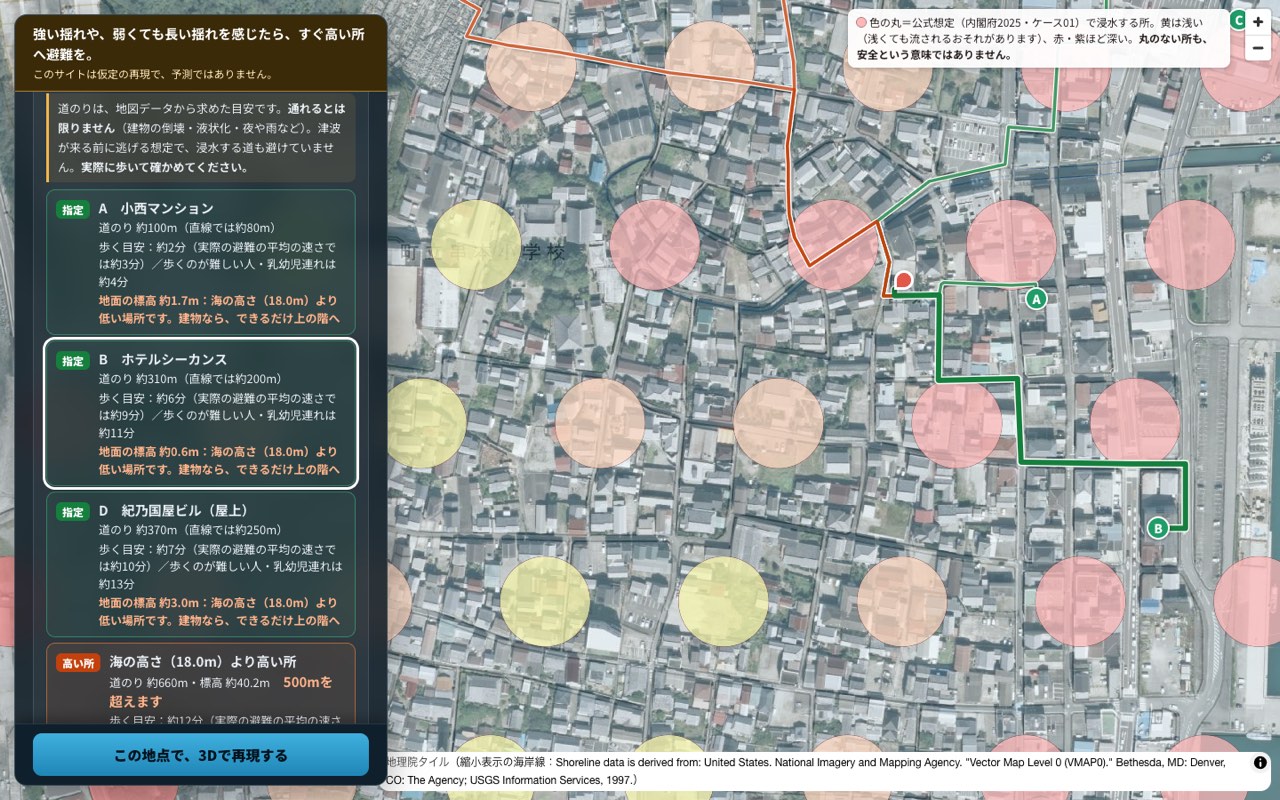 強い揺れや、弱くても長い揺れを感じたら、すぐ高い所
へ避難を。
このサイトは仮定の再現で、予測ではありません。
道のりは、地図データから求めた目安です。通れるとは
限りません（建物の倒壊・液状化・夜や雨など）。津波
が来る前に逃げる想定で、浸水する道も避けていませ
ん。実際に歩いて確かめてください。
指定 A 小西マンション
道のり 約100m（直線では約80m）
歩く目安：約2分（実際の避難の平均の速さで
は約3分）／歩くのが難しい人・乳幼児連れは
約4分
地面の標高 約1.7m：海の高さ（18.0m）より
低い場所です。建物なら、できるだけ上の階へ
指定 B ホテルシーカンス
道のり 約310m（直線では約200m）
歩く目安：約6分（実際の避難の平均の速さで
は約9分）／歩くのが難しい人・乳幼児連れは
約11分
地面の標高 約0.6m：海の高さ（18.0m）より
低い場所です。建物なら、できるだけ上の階へ
指定 D 紀乃国屋ビル（屋上）
道のり 約370m（直線では約250m）
歩く目安：約7分（実際の避難の平均の速さで
は約10分）／歩くのが難しい人・乳幼児連れは
約13分
地面の標高 約3.0m：海の高さ（18.0m）より
低い場所です。建物なら、できるだけ上の階へ
高い所 海の高さ（18.0m）より高い所
道のり 約660m・標高 約40.2m 500mを
超えます
歩く目安：約12分（実際の避難の平均の速さ
この地点で、3Dで再現する
色の丸＝公式想定（内閣府2025・ケース01）で浸水する所。黄は浅い
（浅くても流されるおそれがあります）、赤・紫ほど深い。丸のない所も、
安全という意味ではありません。
C
+
−
学校
A
B
地理院タイル（縮小表示の海岸線：Shoreline data is derived from: United States. National Imagery and Mapping Agency. "Vector Map Level 0 (VMAP0)." Bethesda, MD: Denver,
CO: The Agency; USGS Information Services, 1997.）